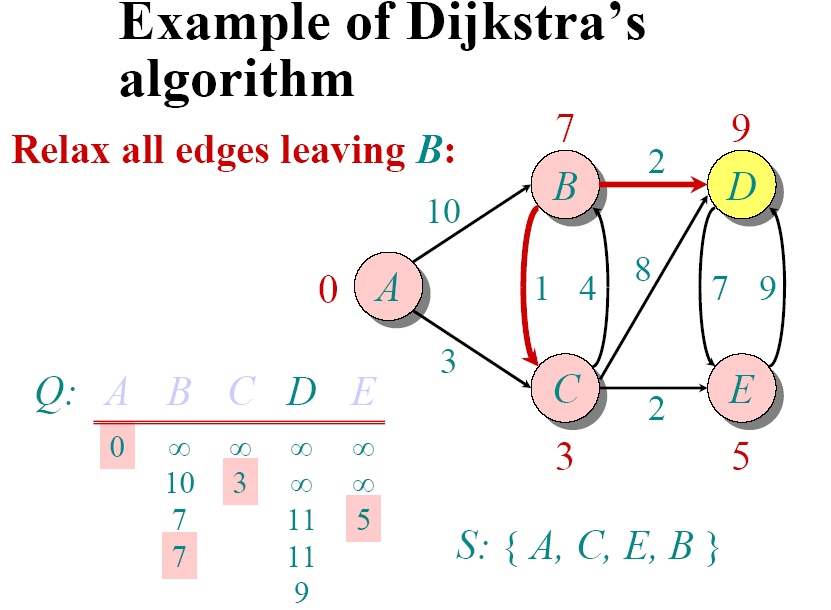 Example of Dijkstra’s
algorithm
Relax all edges leaving B:
7 9
B 2 D
10
0 A 1 4 8 7 9
3
C 2 E
3 5
Q: A B C D E
0 ∞ ∞ ∞ ∞
10 3 ∞ ∞
7 11 5
7 11
9
S: { A, C, E, B }